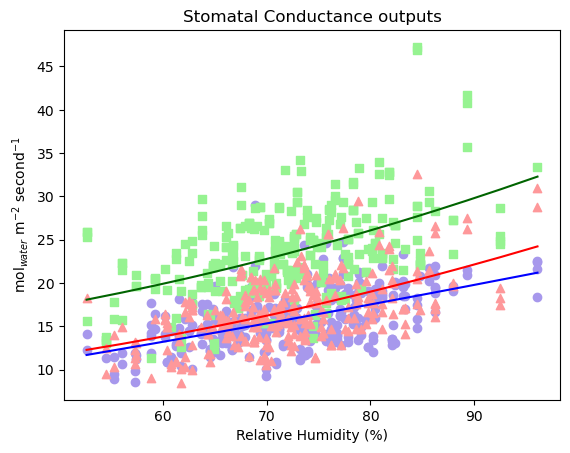 Stomatal Conductance outputs
mol_{water} m^{-2} second^{-1}
45
40
35
30
25
20
15
10
60 70 80 90
Relative Humidity (%)